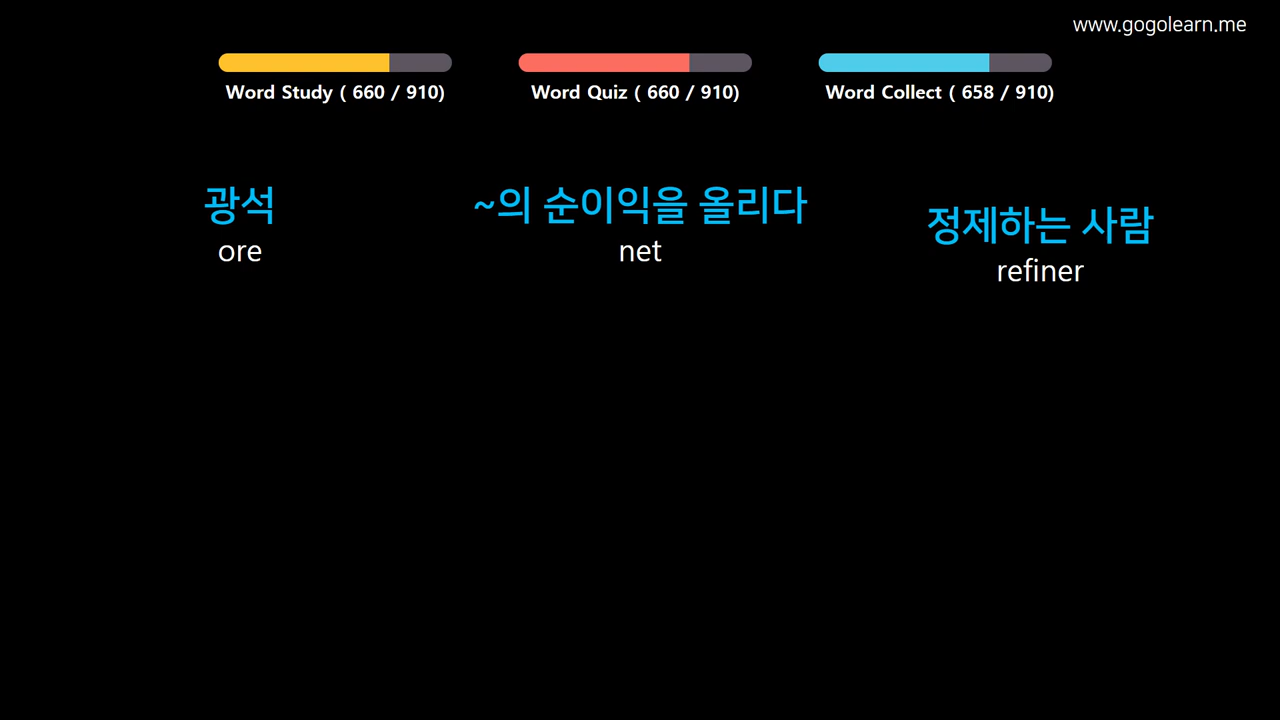 www.gogolearn.me
Word Study ( 660 / 910)
Word Quiz ( 660 / 910)
Word Collect ( 658 / 910)
광석
ore
~의 순이익을 올리다
net
정제하는 사람
refiner